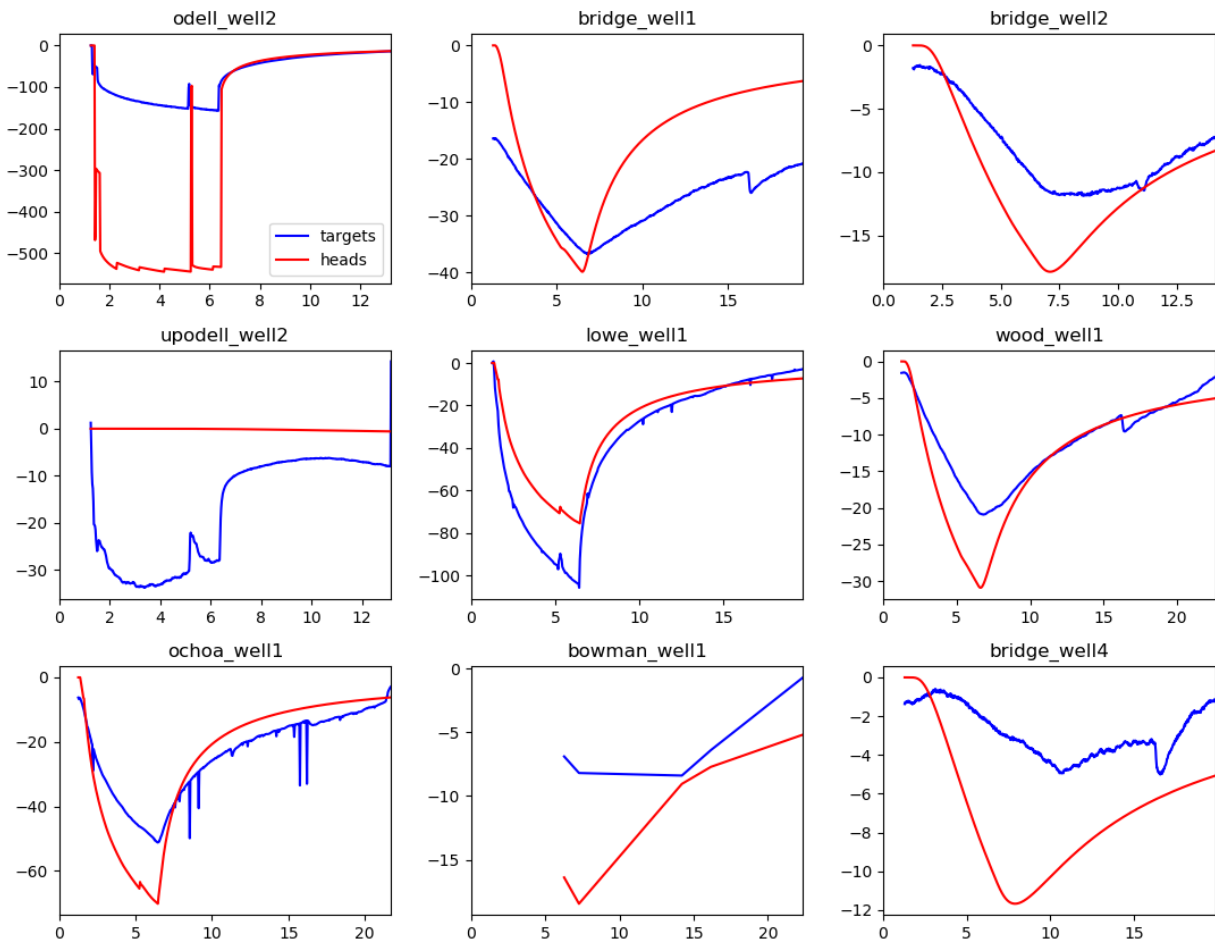 odell_well2
0
−100
−200
−300
−400
−500
targets
heads
0 2 4 6 8 10 12
bridge_well1
0
−10
−20
−30
−40
0 5 10 15
bridge_well2
0
−5
−10
−15
0.0 2.5 5.0 7.5 10.0 12.5
upodell_well2
10
0
−10
−20
−30
0 2 4 6 8 10 12
lowe_well1
0
−20
−40
−60
−80
−100
0 5 10 15
wood_well1
0
−5
−10
−15
−20
−25
−30
0 5 10 15 20
ochoa_well1
0
−20
−40
−60
0 5 10 15 20
bowman_well1
0
−5
−10
−15
0 5 10 15 20
bridge_well4
0
−2
−4
−6
−8
−10
−12
0 5 10 15